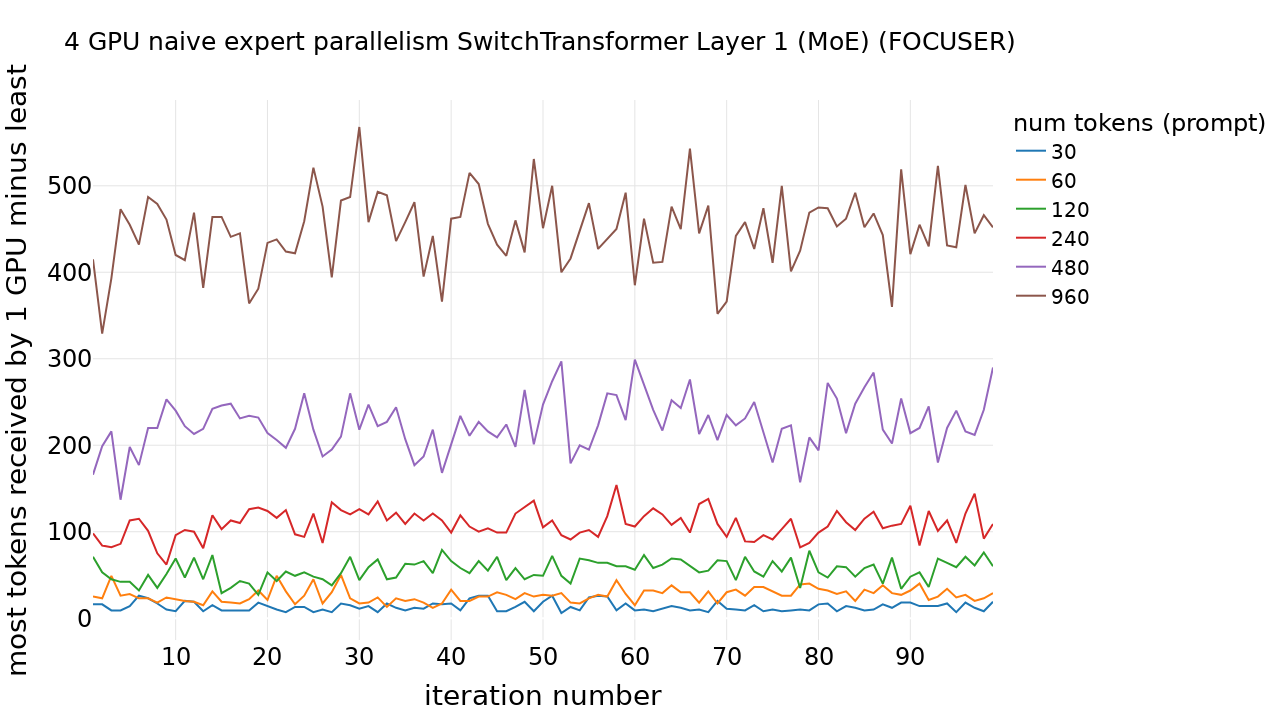 4 GPU naive expert parallelism SwitchTransformer Layer 1 (MoE) (FOCUSER)
most tokens received by 1 GPU minus least
500
400
300
200
100
0
10 20 30 40 50 60 70 80 90
iteration number
num tokens (prompt)
30
60
120
240
480
960